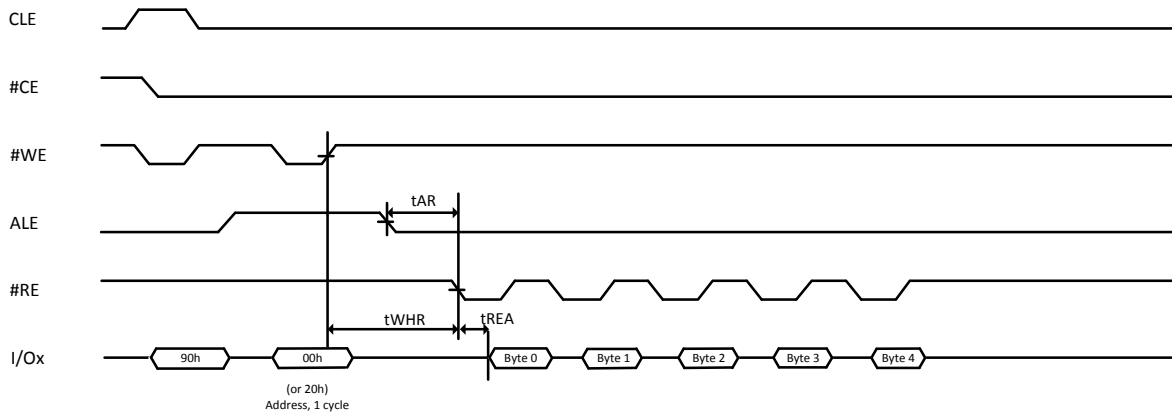 CLE
#CE
#WE
ALE
tAR
#RE
tWHR
tREA
I/Ox
90h
00h
Byte 0
Byte 1
Byte 2
Byte 3
Byte 4
(or 20h)
Address, 1 cycle